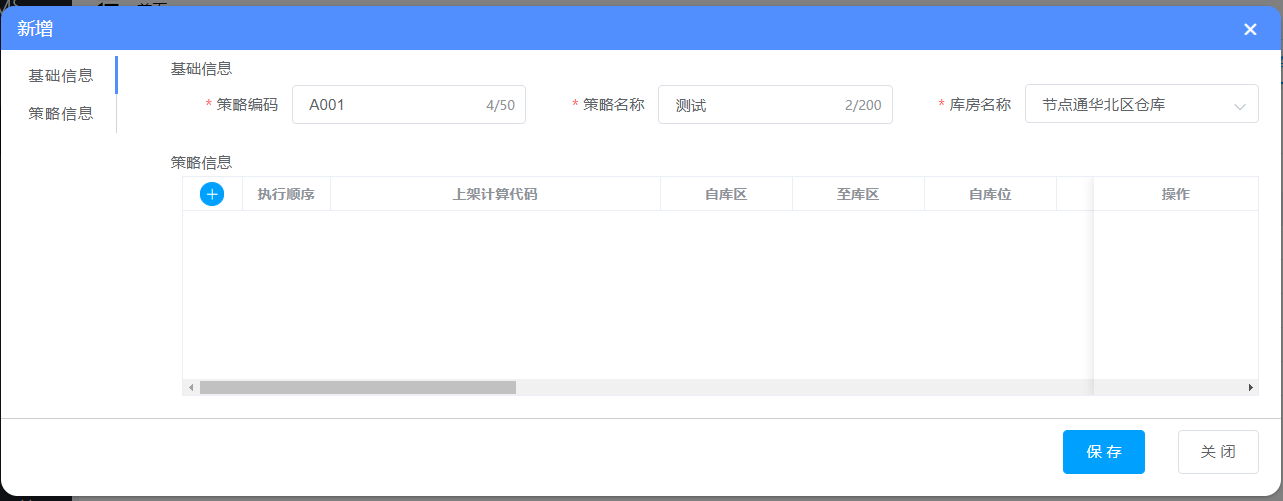 新增
基础信息
策略信息
基础信息
* 策略编码 A001 4/50 * 策略名称 测试 2/200 * 库房名称 节点通华北区仓库
策略信息
执行顺序 上架计算代码 自库区 至库区 自库位 操作
保存 关闭